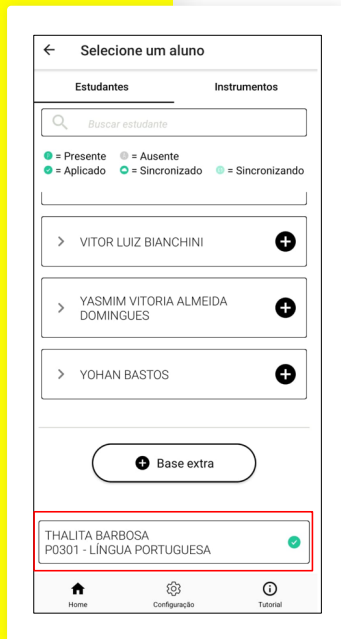 Selecione um aluno
Estudantes Instrumentos
Buscar estudante
= Presente = Ausente
= Aplicado = Sincronizado = Sincronizando
VITOR LUIZ BIANCHINI
YASMIM VITORIA ALMEIDA
DOMINGUES
YOHAN BASTOS
Base extra
THALITA BARBOSA
P0301 - LÍNGUA PORTUGUESA
Home Configuração Tutorial